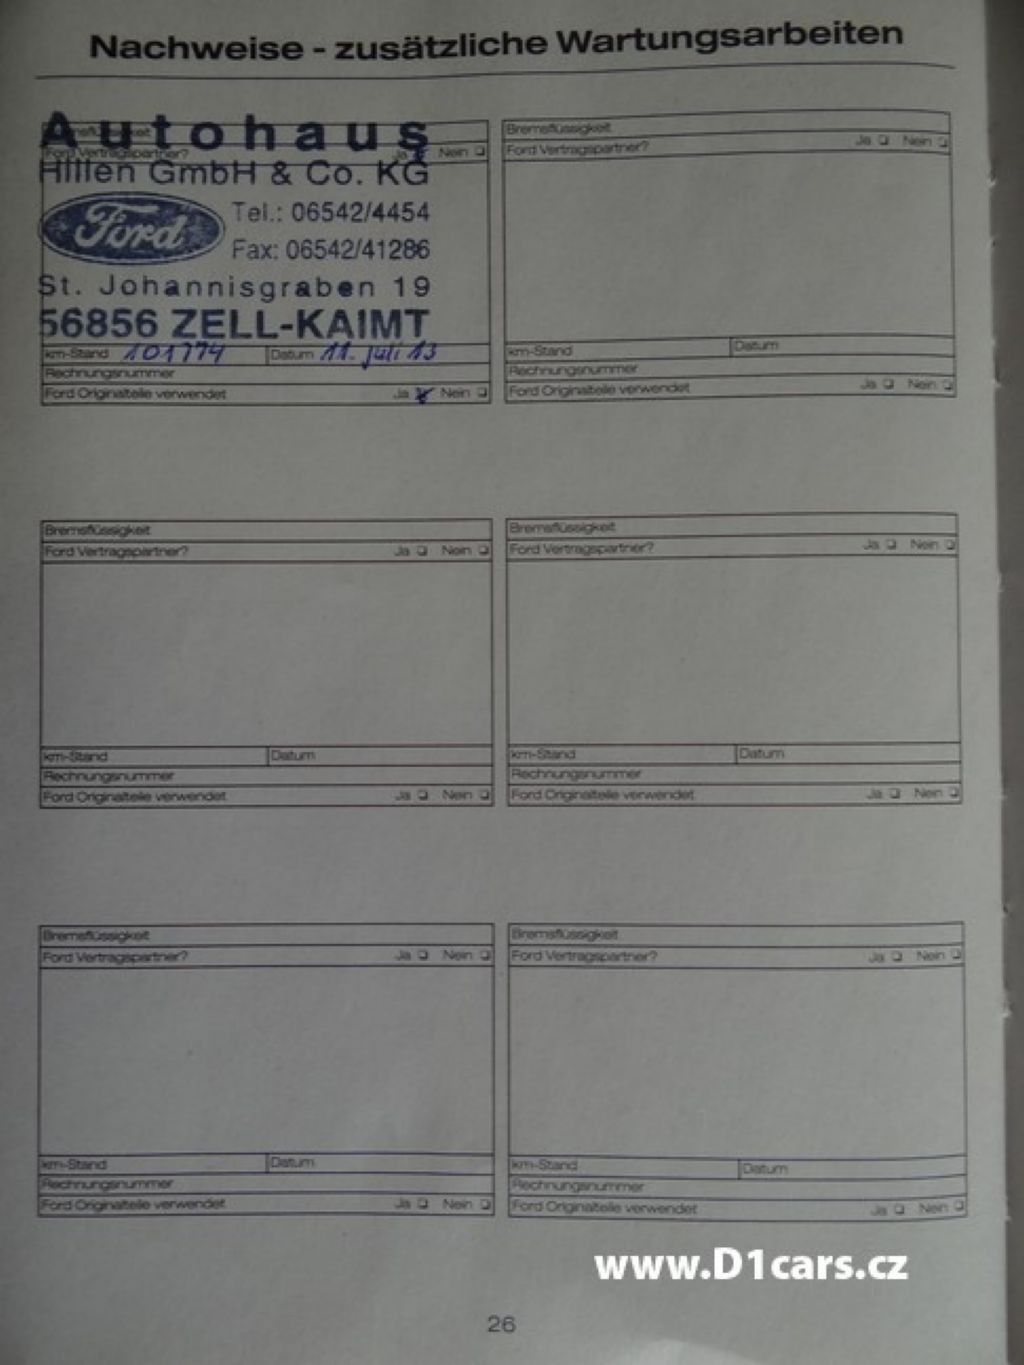 Nachweise - zusätzliche Wartungsarbeiten
Bremsflüssigkeit
Ford Vertragspartner? Ja Nein
Autohaus
Hillen GmbH & Co. KG
Ford
Tel.: 06542/4454
Fax: 06542/41286
St. Johannisgraben 19
56856 ZELL-KAIMT
km-Stand 101774 Datum 11. Juli 13
Rechnungsnummer
Ford Originalteile verwendet Ja Nein
Bremsflüssigkeit
Ford Vertragspartner? Ja Nein
km-Stand Datum
Rechnungsnummer
Ford Originalteile verwendet Ja Nein
Bremsflüssigkeit
Ford Vertragspartner? Ja Nein
km-Stand Datum
Rechnungsnummer
Ford Originalteile verwendet Ja Nein
Bremsflüssigkeit
Ford Vertragspartner? Ja Nein
km-Stand Datum
Rechnungsnummer
Ford Originalteile verwendet Ja Nein
Bremsflüssigkeit
Ford Vertragspartner? Ja Nein
km-Stand Datum
Rechnungsnummer
Ford Originalteile verwendet Ja Nein
Bremsflüssigkeit
Ford Vertragspartner? Ja Nein
km-Stand Datum
Rechnungsnummer
Ford Originalteile verwendet Ja Nein
www.D1cars.cz
26